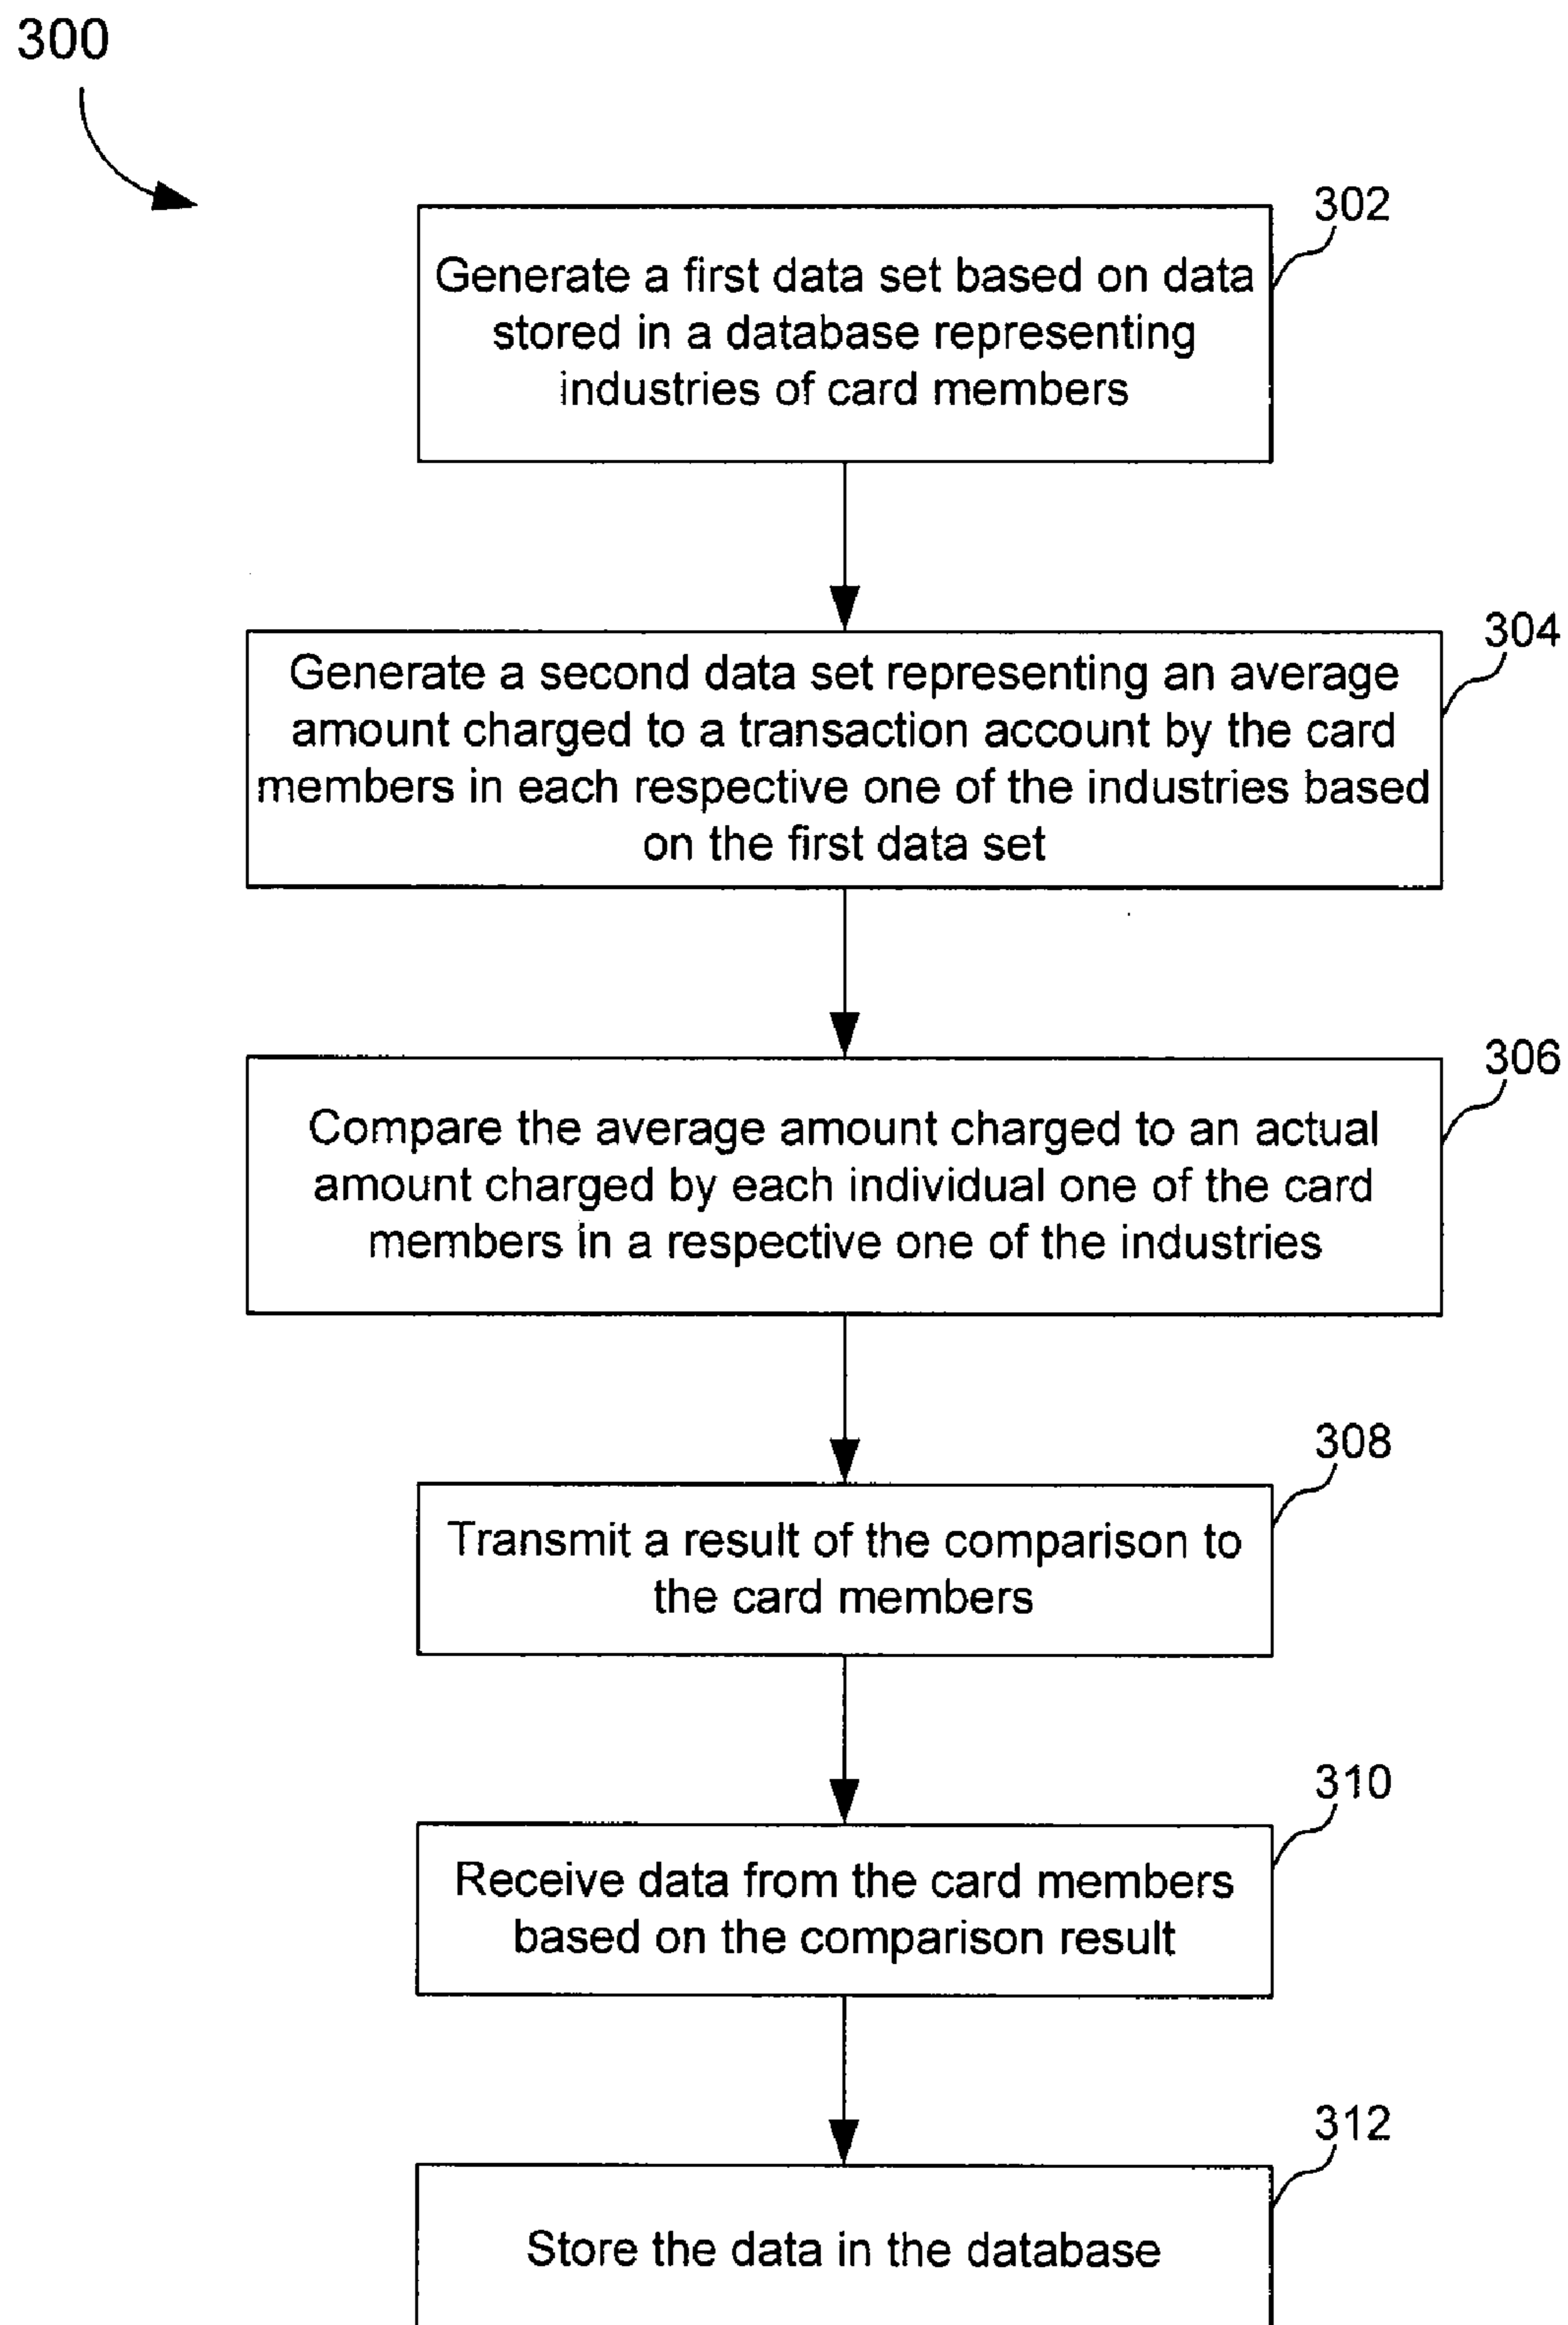 300
302
Generate a first data set based on data
stored in a database representing
industries of card members
304
Generate a second data set representing an average
amount charged to a transaction account by the card
members in each respective one of the industries based
on the first data set
306
Compare the average amount charged to an actual
amount charged by each individual one of the card
members in a respective one of the industries
308
Transmit a result of the comparison to
the card members
310
Receive data from the card members
based on the comparison result
312
Store the data in the database